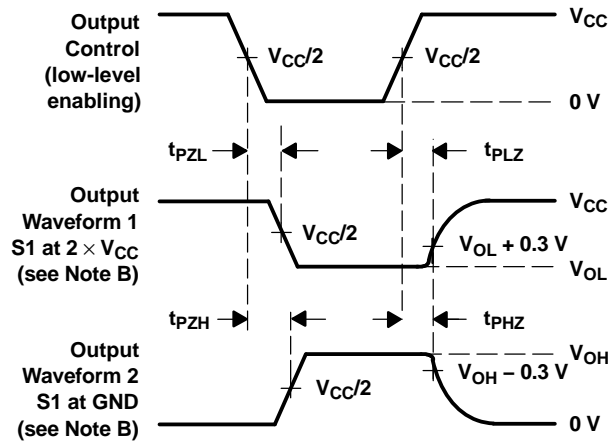 Output
Control
(low-level
enabling)
VCC/2
VCC/2
VCC
0 V
tPZL
tPLZ
Output
Waveform 1
S1 at 2 × VCC
(see Note B)
VCC/2
VCC
VOL + 0.3 V
VOL
tPZH
tPHZ
Output
Waveform 2
S1 at GND
(see Note B)
VCC/2
VOH
VOH – 0.3 V
0 V